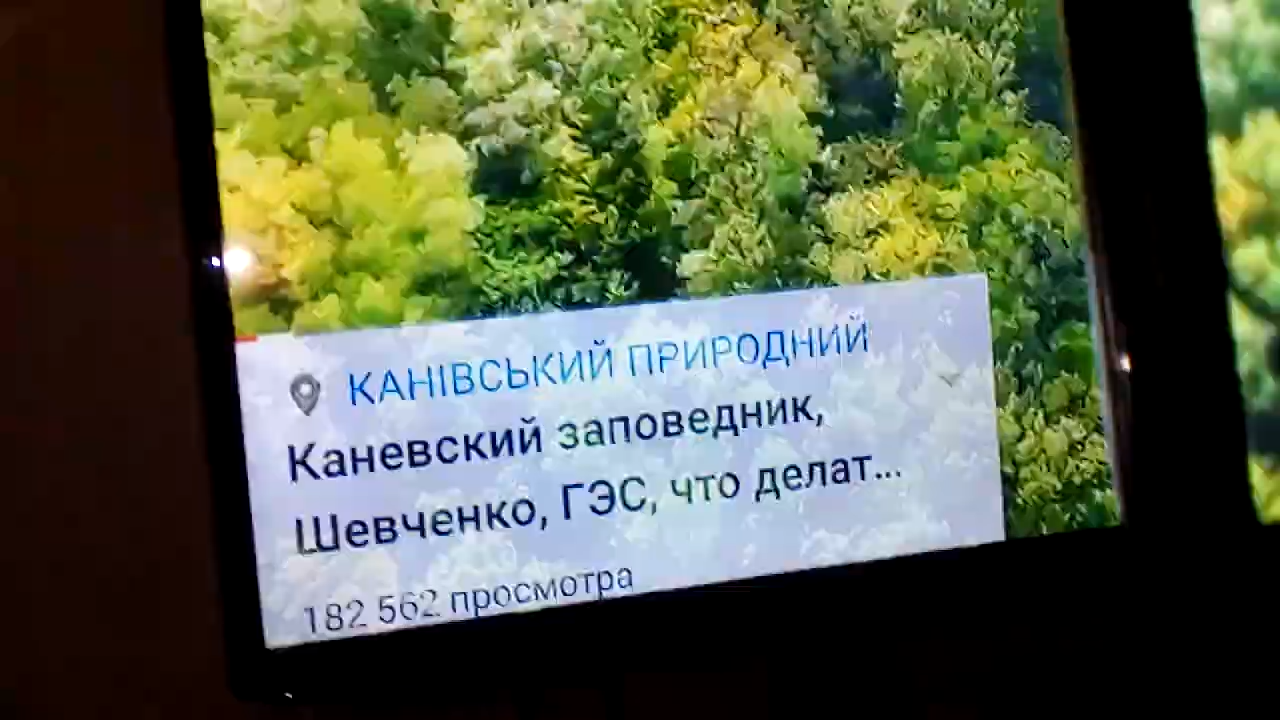 КАНІВСЬКИЙ ПРИРОДНИЙ
Каневский заповедник,
Шевченко, ГЭС, что делат...
182 562 просмотра